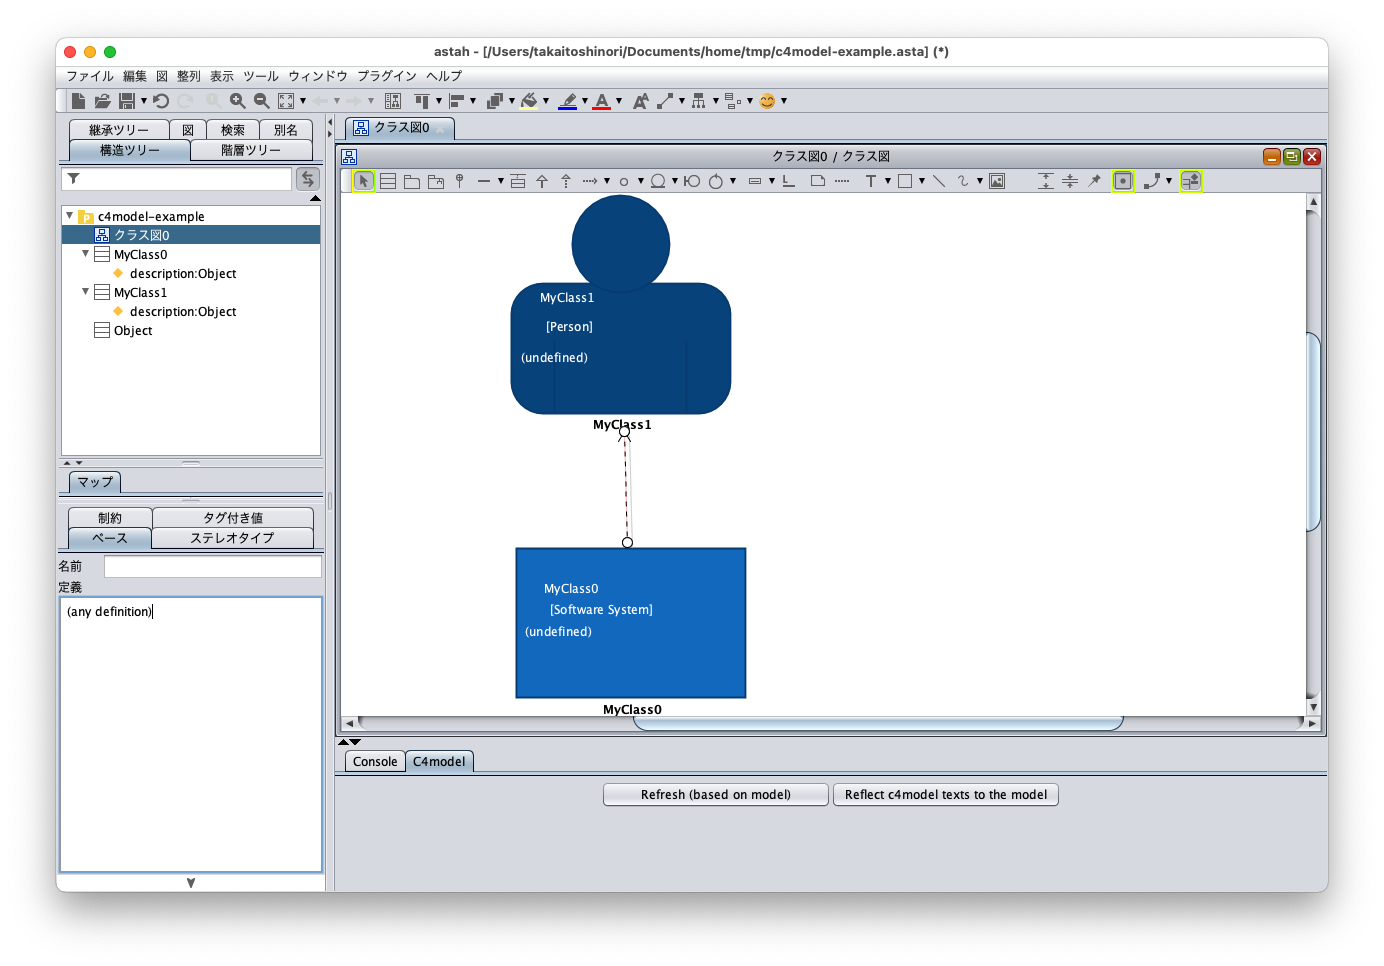 astah - [/Users/takaitoshinori/Documents/home/tmp/c4model-example.asta] (*)
ファイル 編集 図 整列 表示 ツール ウィンドウ プラグイン ヘルプ
継承ツリー 図 検索 別名
構造ツリー 階層ツリー
c4model-example
クラス図0
MyClass0
description:Object
MyClass1
description:Object
Object
マップ
制約 タグ付き値
ベース ステレオタイプ
名前
定義
(any definition)
クラス図0
クラス図0 / クラス図
MyClass1
[Person]
(undefined)
MyClass1
MyClass0
[Software System]
(undefined)
MyClass0
Console C4model
Refresh (based on model) Reflect c4model texts to the model